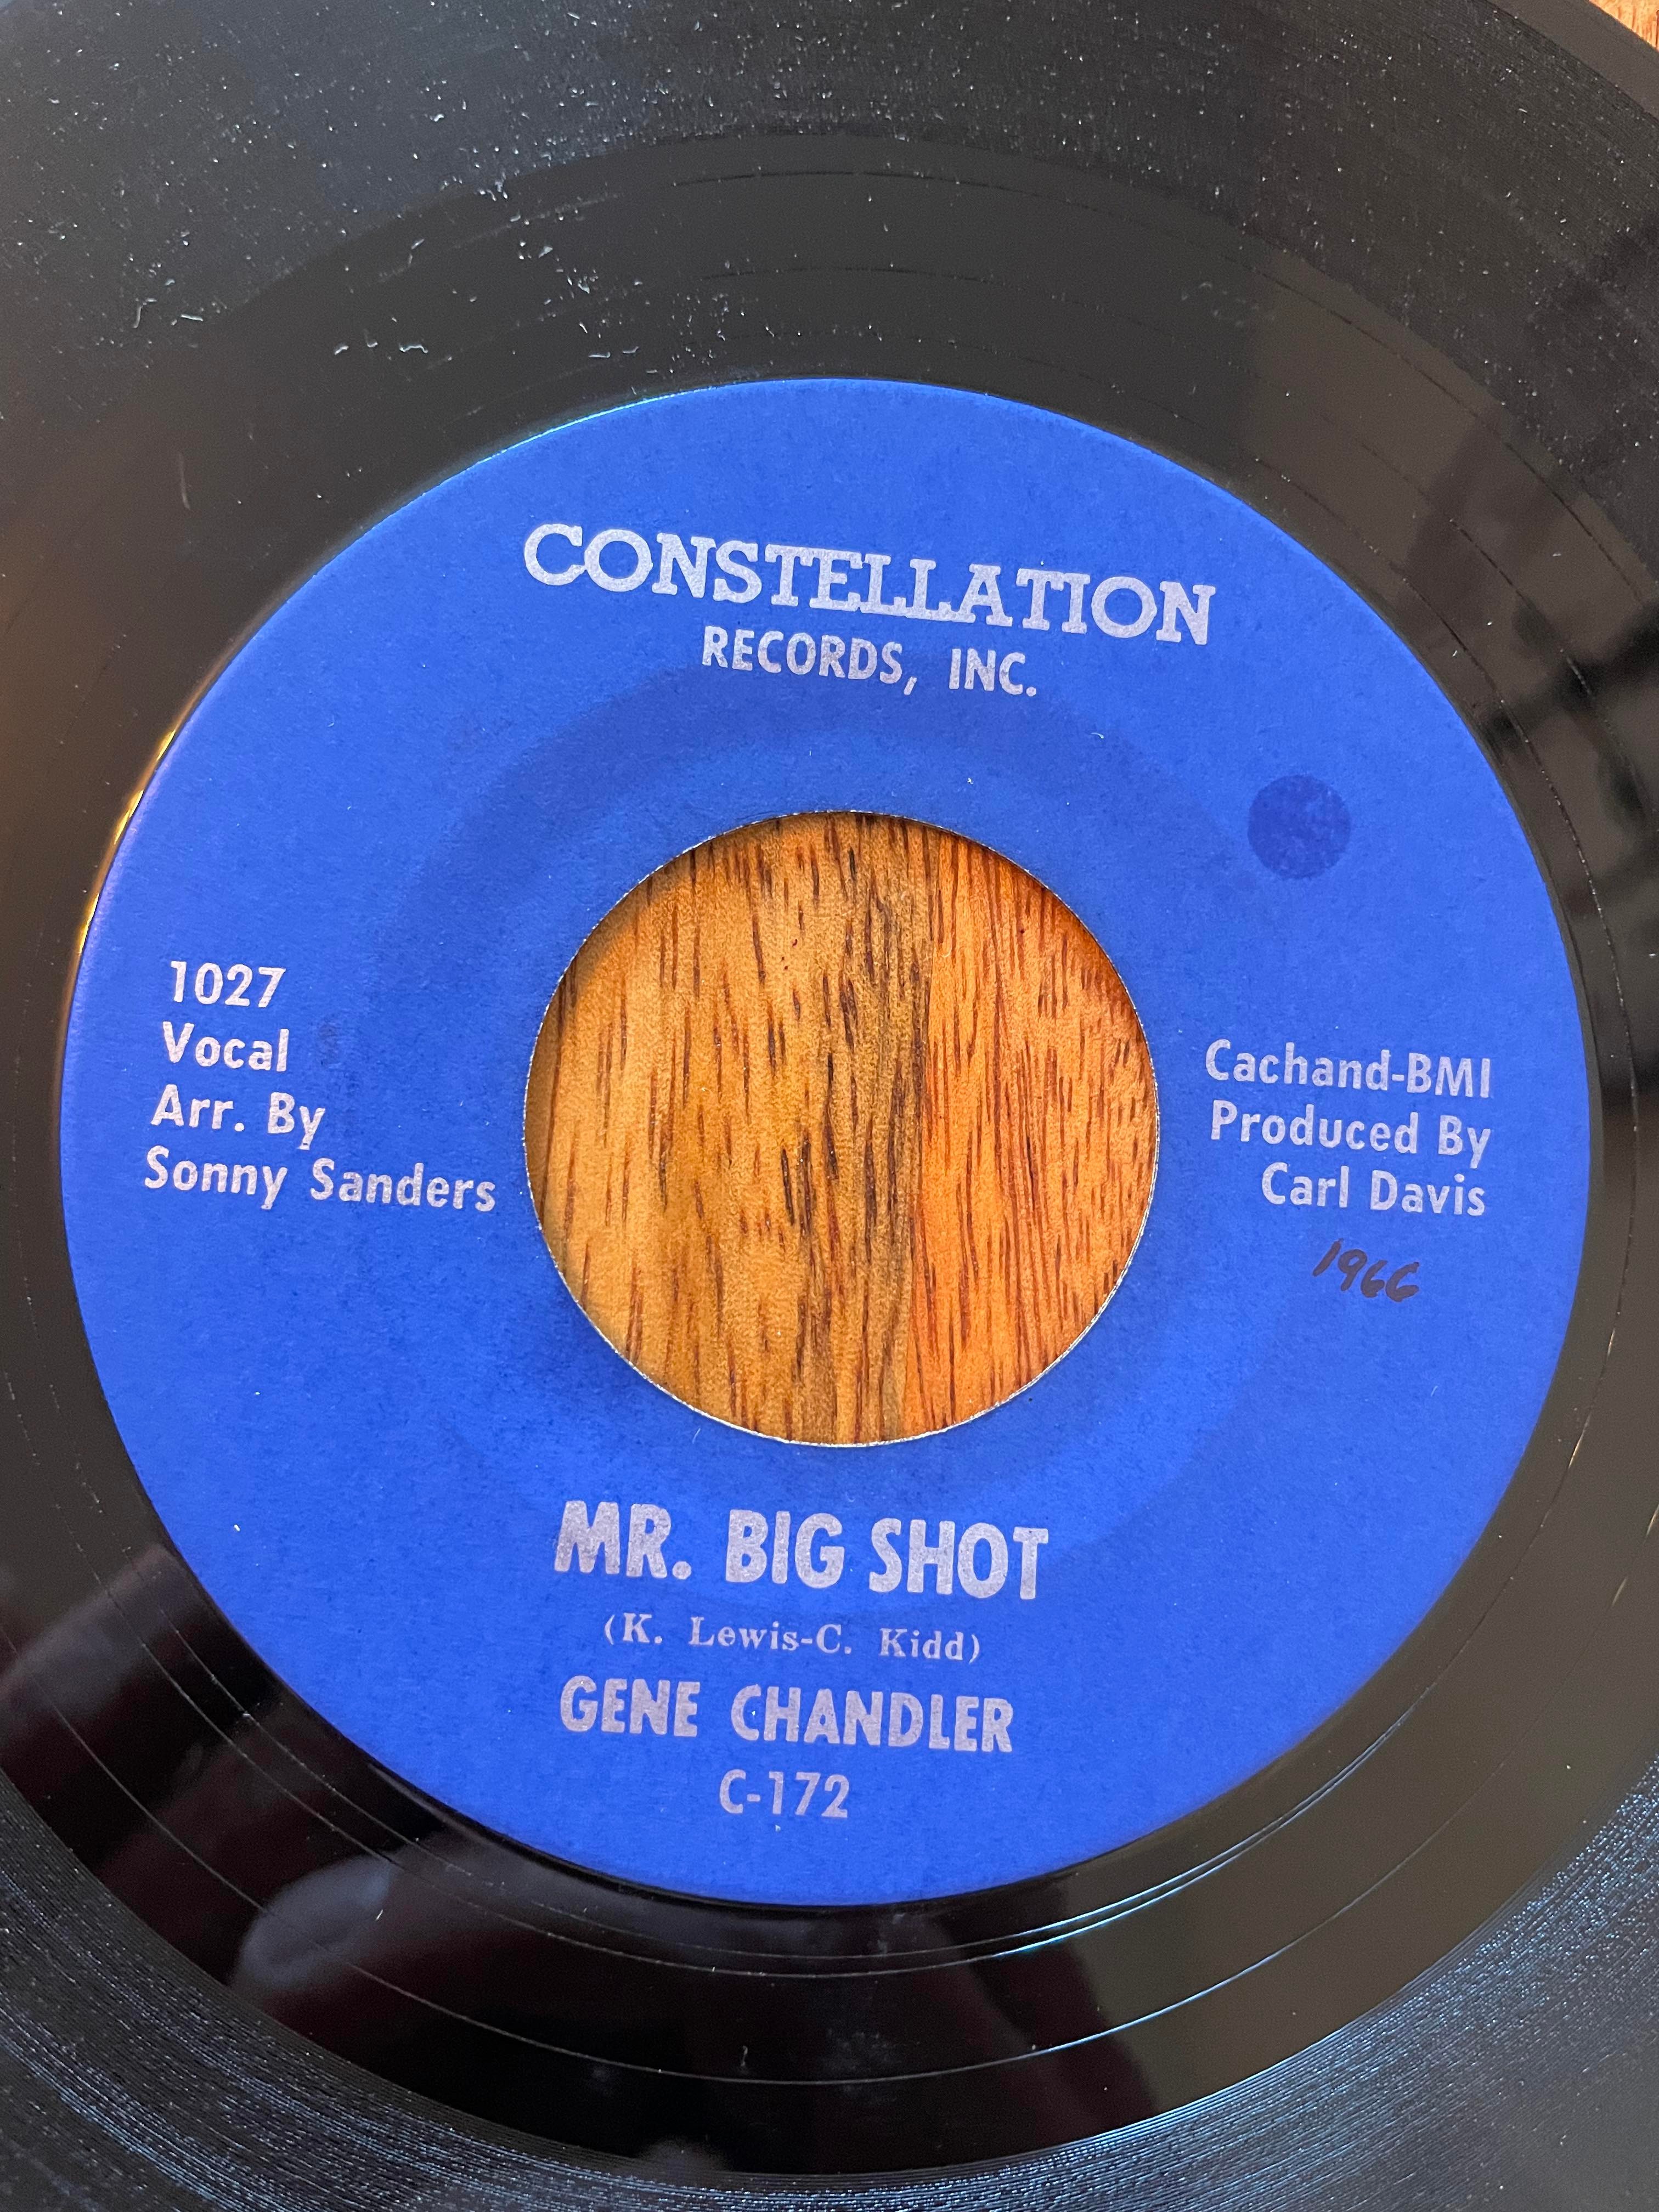 CONSTELLATION
RECORDS, INC.
1027
Vocal
Arr. By
Sonny Sanders
Cachand-BMI
Produced By
Carl Davis
1966
MR. BIG SHOT
(K. Lewis-C. Kidd)
GENE CHANDLER
C-172